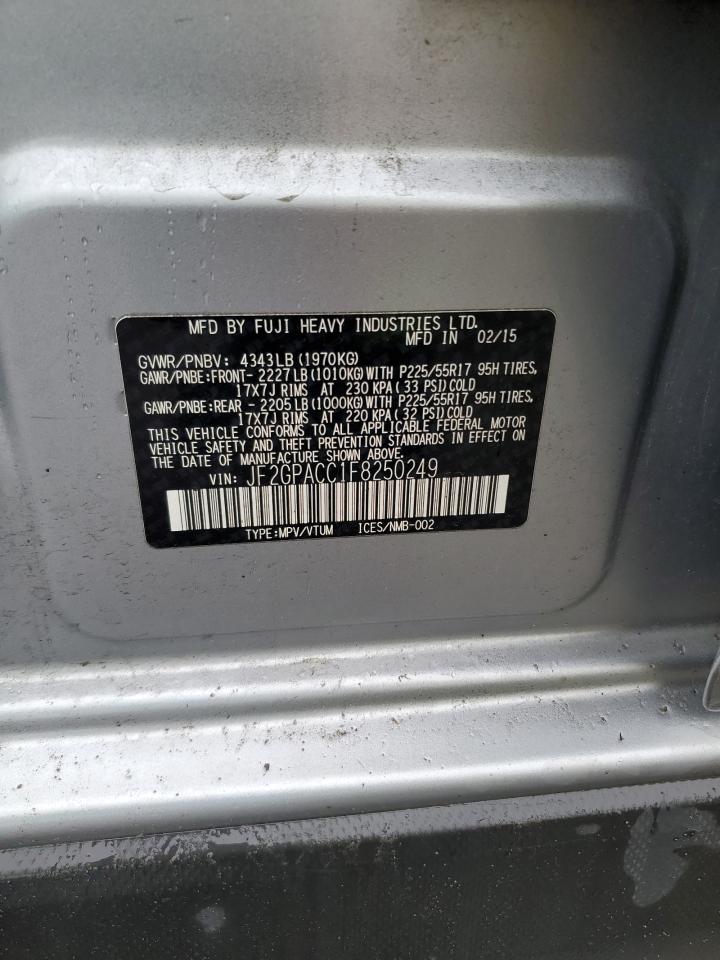 MFD BY FUJI HEAVY INDUSTRIES LTD.
MFD IN 02/15
GVWR/PNBV: 4343LB (1970KG)
GAWR/PNBE:FRONT- 2227LB (1010KG) WITH P225/55R17 95H TIRES,
17X7J RIMS AT 230 KPA (33 PSI) COLD
GAWR/PNBE:REAR - 2205LB (1000KG) WITH P225/55R17 95H TIRES,
17X7J RIMS AT 220 KPA (32 PSI) COLD
THIS VEHICLE CONFORMS TO ALL APPLICABLE FEDERAL MOTOR
VEHICLE SAFETY AND THEFT PREVENTION STANDARDS IN EFFECT ON
THE DATE OF MANUFACTURE SHOWN ABOVE.
VIN: JF2GPACC1F8250249
TYPE:MPV/VTUM ICES/NMB-002